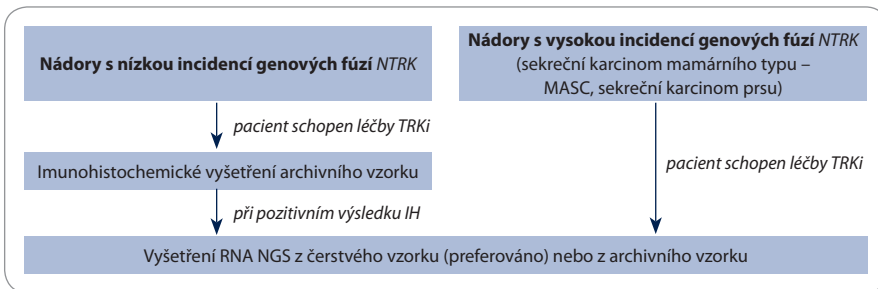 Nádory s nízkou incidencí genových fúzí NTRK
Nádory s vysokou incidencí genových fúzí NTRK
(sekreční karcinom mamárního typu –
MASC, sekreční karcinom prsu)
pacient schopen léčby TRKi
Imunohistochemické vyšetření archivního vzorku
pacient schopen léčby TRKi
při pozitivním výsledku IH
Vyšetření RNA NGS z čerstvého vzorku (preferováno) nebo z archivního vzorku